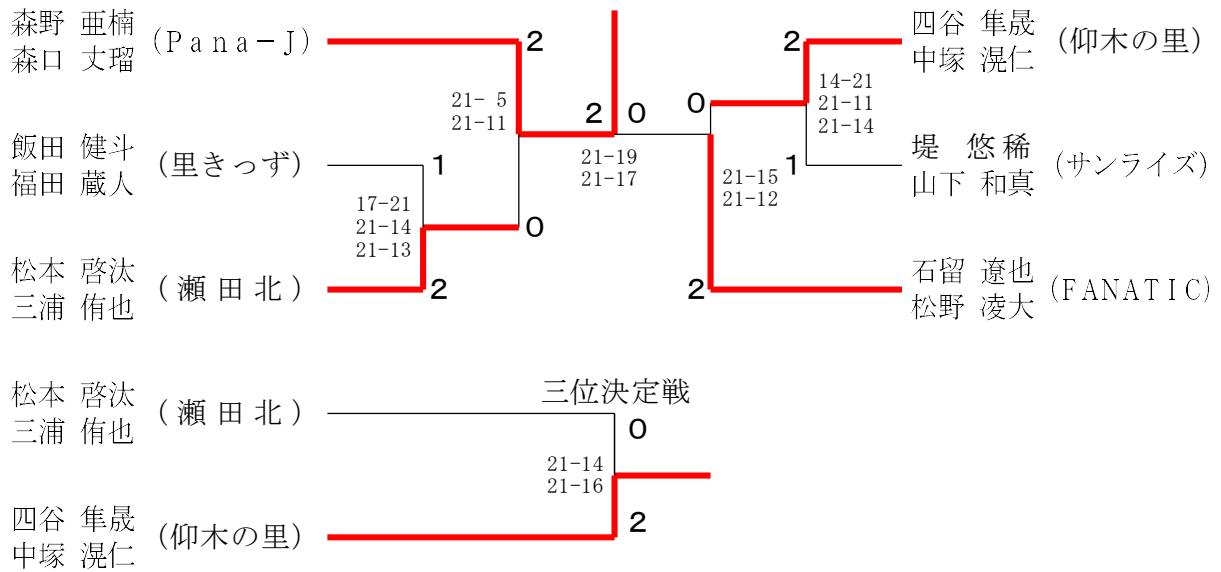 森野 亜楠
森口 丈瑠
(Pana－J)
2
21- 5
21-11
飯田 健斗
福田 蔵人
(里きっず)
1
17-21
21-14
21-13
0
松本 啓汰
三浦 侑也
(瀬田北)
2
2 0
21-19
21-17
四谷 隼晟
中塚 滉仁
(仰木の里)
2
14-21
21-11
21-14
0
堤 悠稀
山下 和真
(サンライズ)
1
21-15
21-12
石留 遼也
松野 凌大
(FANATIC)
2
三位決定戦
松本 啓汰
三浦 侑也
(瀬田北)
0
21-14
21-16
四谷 隼晟
中塚 滉仁
(仰木の里)
2